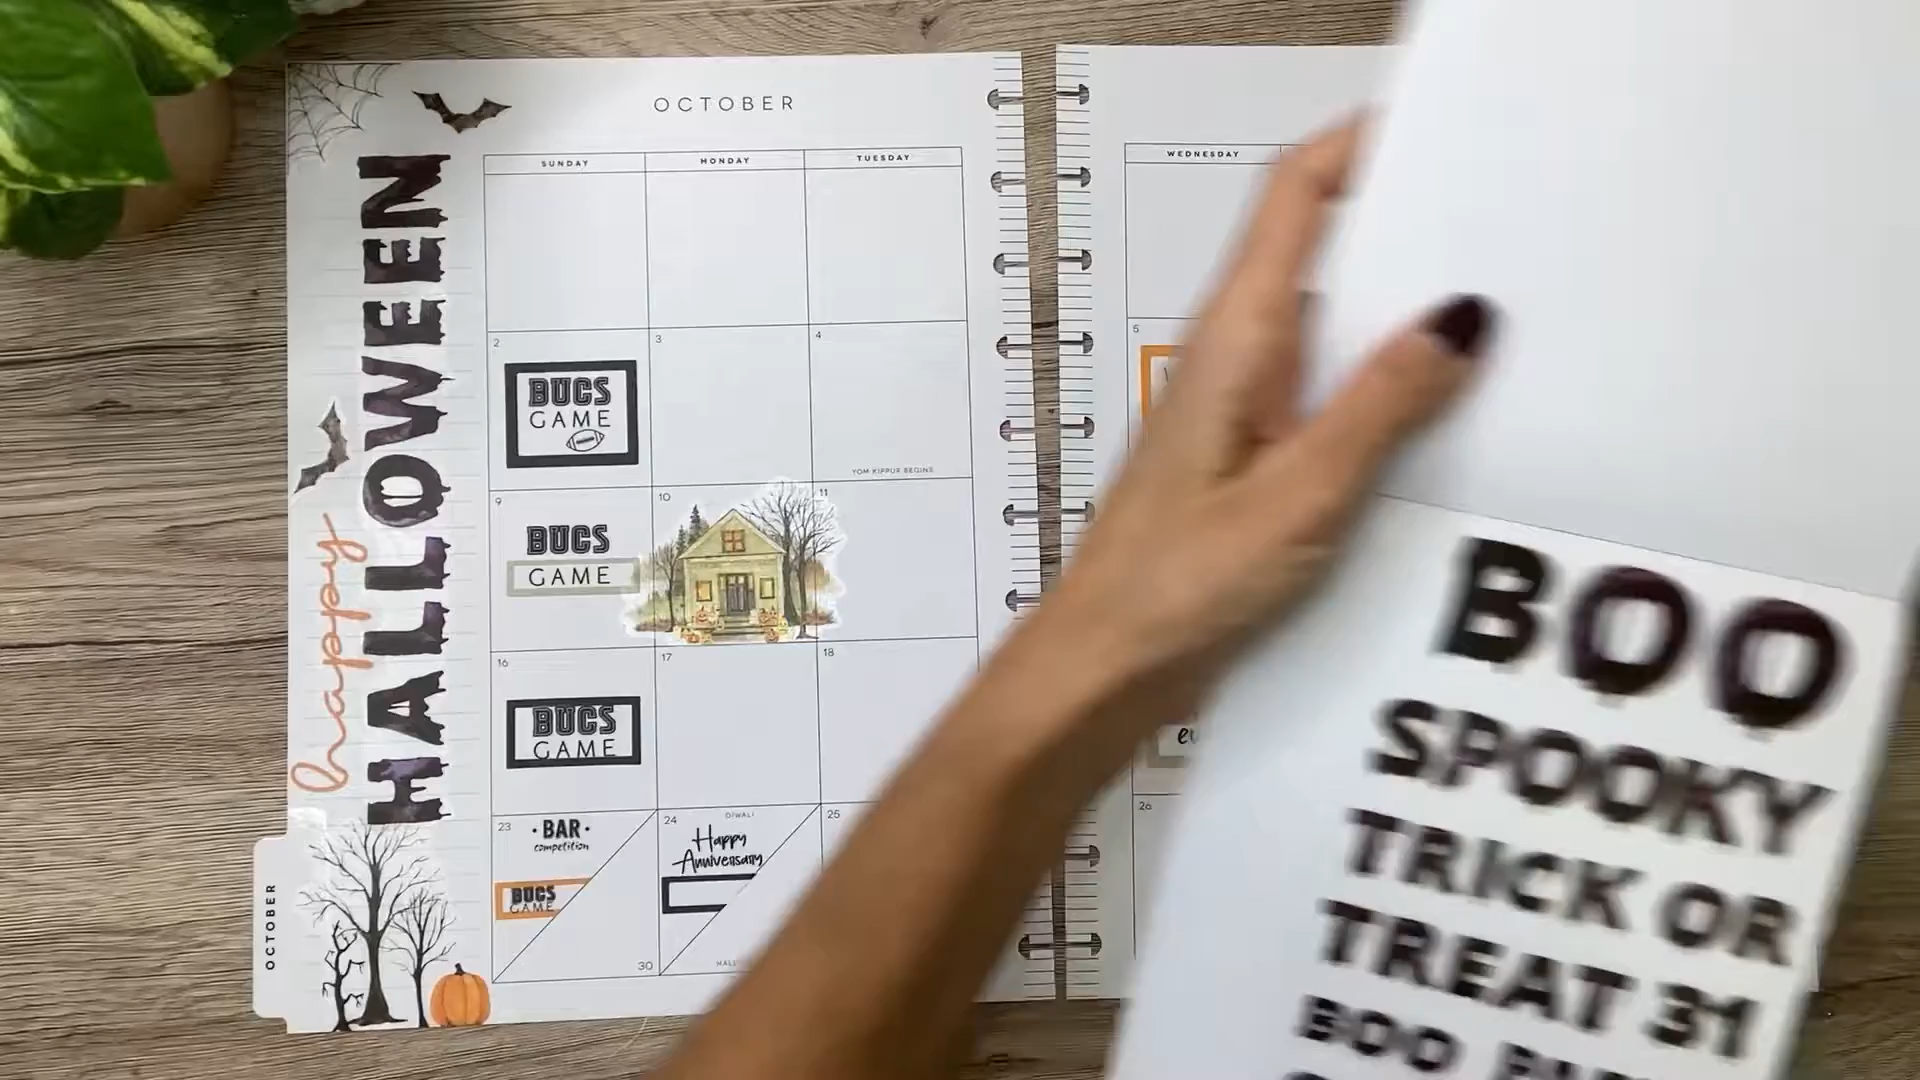 OCTOBER
SUNDAY
MONDAY
TUESDAY
WEDNESDAY
happy
HALLOWEEN
2
3
4
5
BUCS
GAME
YOM KIPPUR BEGINS
9
10
11
BUCS
GAME
16
17
18
BUCS
GAME
23
24
25
26
DIWALI
BAR
competition
Happy
Anniversary
BUCS
GAME
30
OCTOBER
BOO
SPOOKY
TRICK OR
TREAT 31
BOO